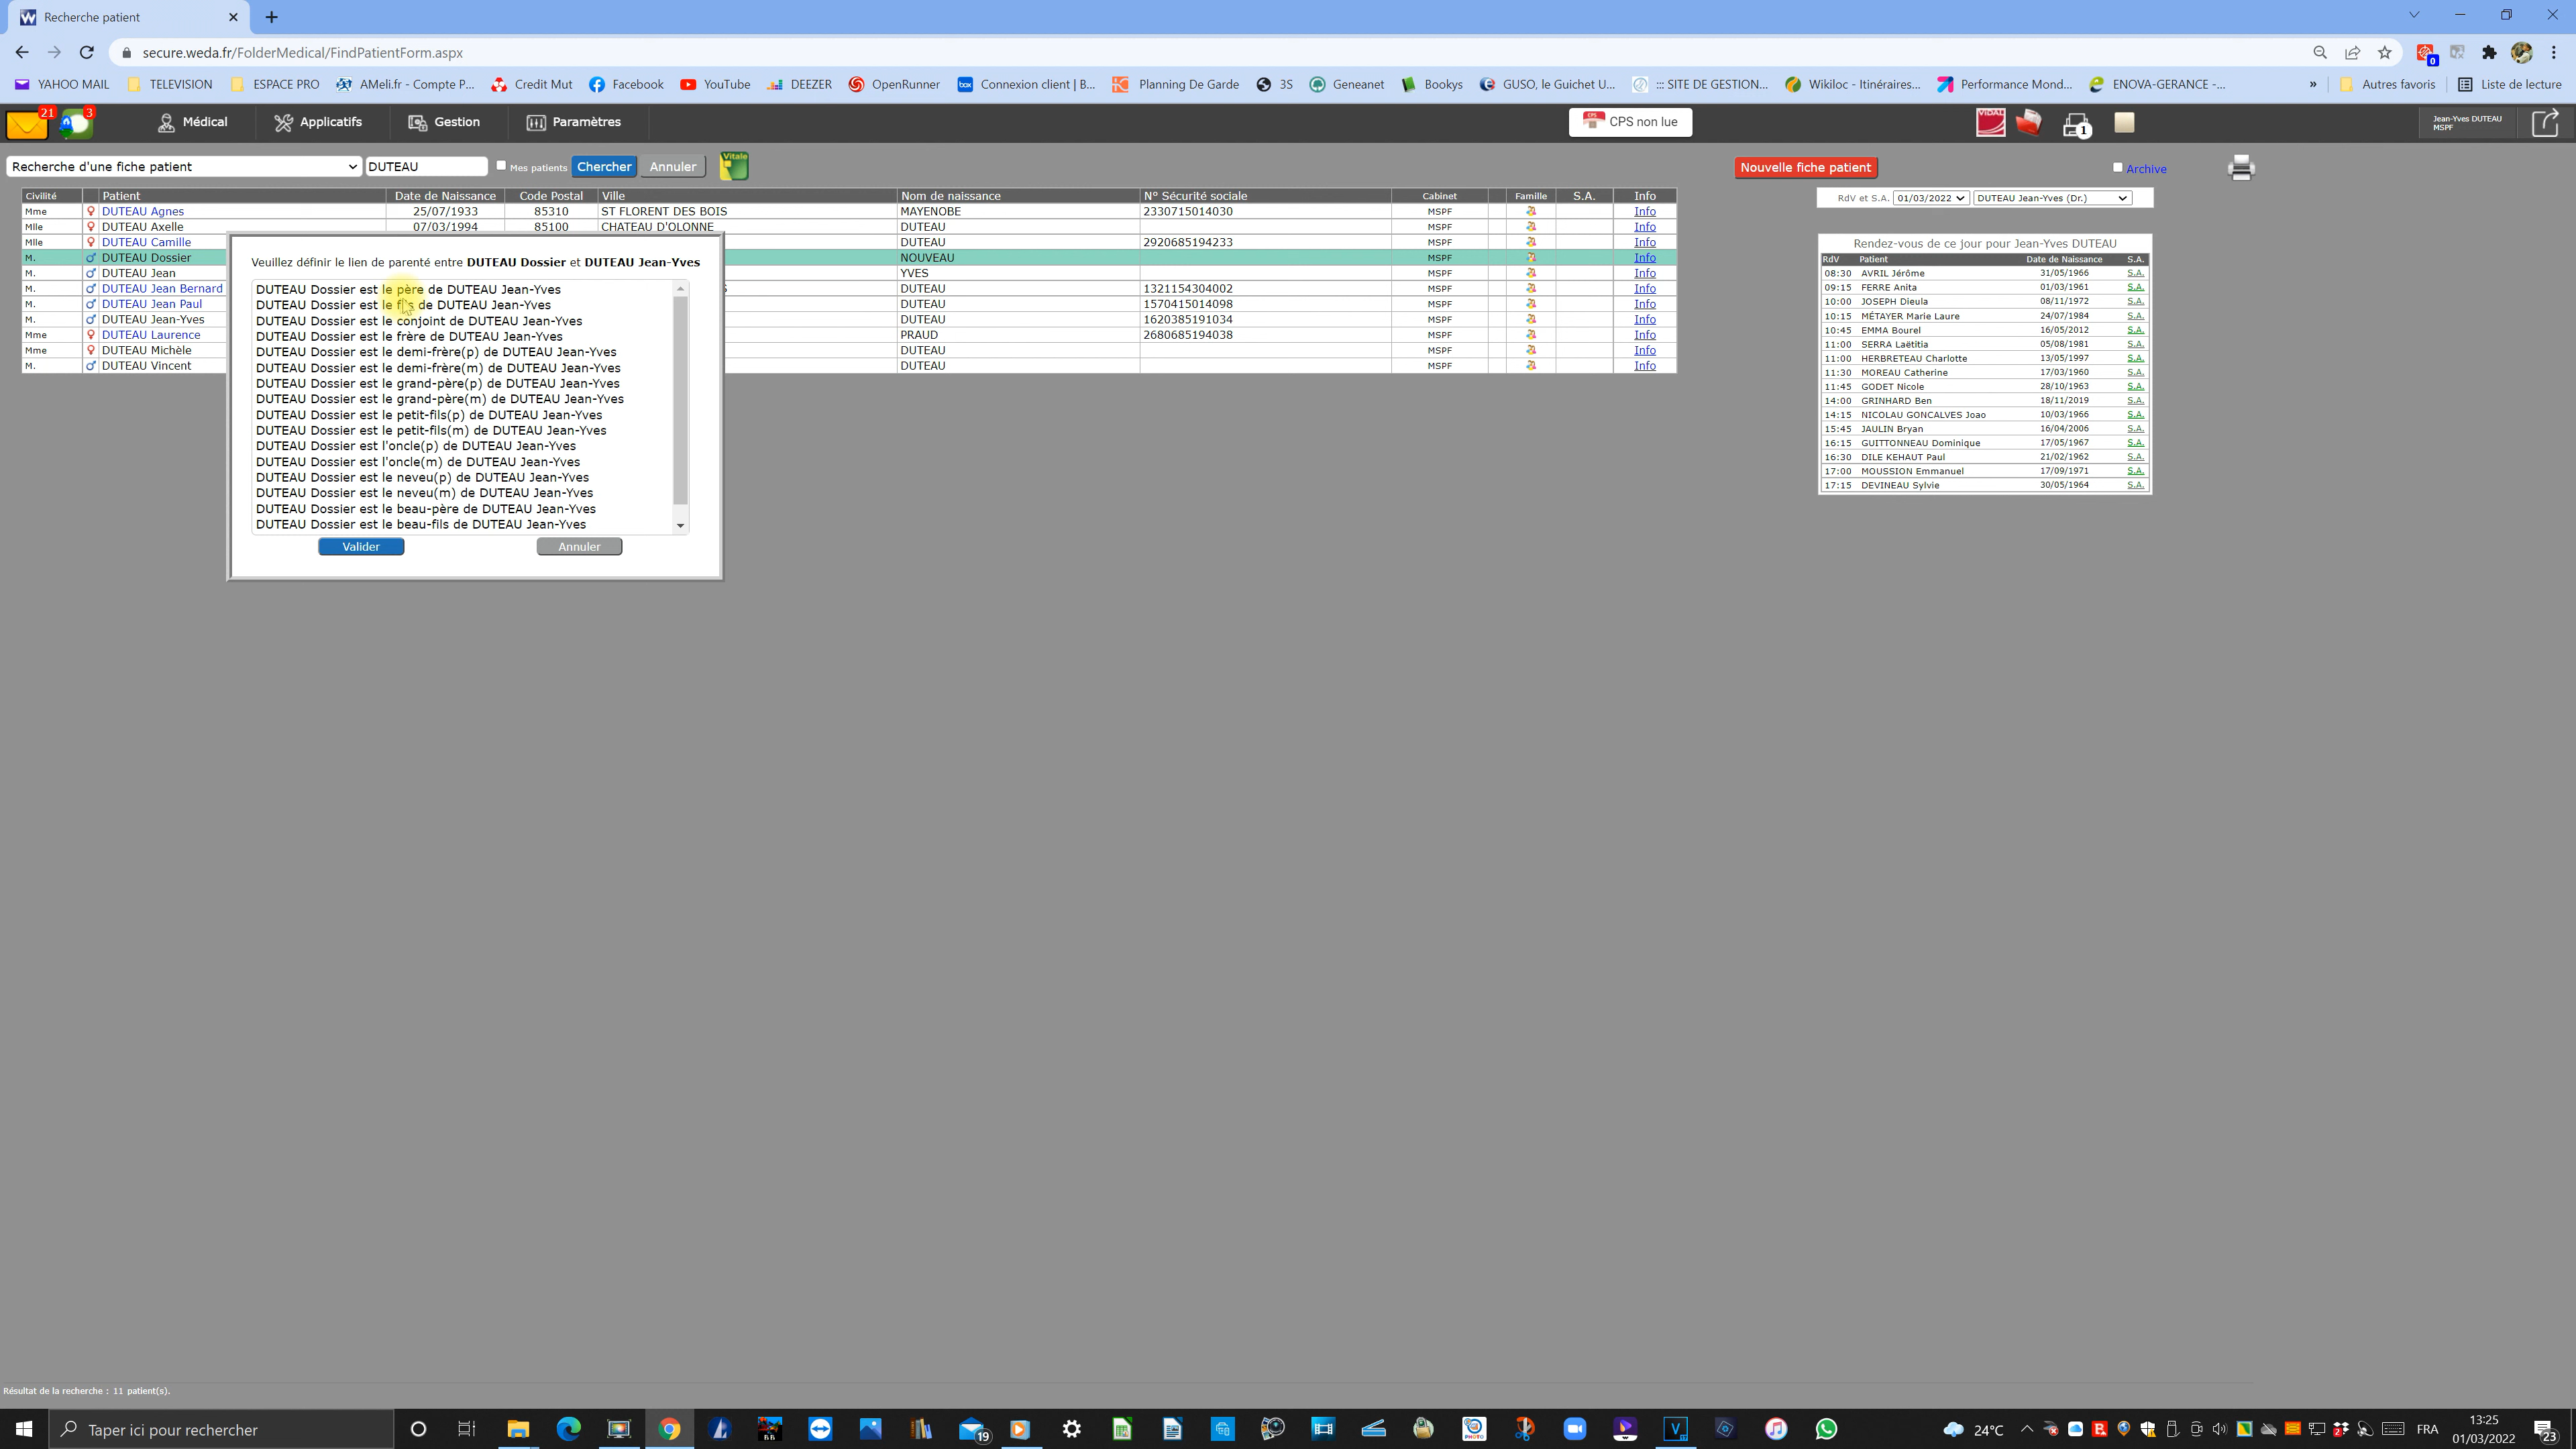 Recherche patient
secure.weda.fr/FolderMedical/FindPatientForm.aspx
YAHOO MAIL TELEVISION ESPACE PRO AMeli.fr - Compte P... Credit Mut Facebook YouTube DEEZER OpenRunner Connexion client | B... Planning De Garde 3S Geneanet Bookys GUSO, le Guichet U... ::: SITE DE GESTION... Wikiloc - Itinéraires... Performance Mond... ENOVA-GERANCE -... » Autres favoris Liste de lecture
21 3 Médical Applicatifs Gestion Paramètres CPS non lue VIDAL 1 Jean-Yves DUTEAU
MSPF
Recherche d'une fiche patient DUTEAU Mes patients Chercher Annuler Vitale Nouvelle fiche patient Archive
Civilité Patient Date de Naissance Code Postal Ville Nom de naissance N° Sécurité sociale Cabinet Famille S.A. Info
Mme DUTEAU Agnes 25/07/1933 85310 ST FLORENT DES BOIS MAYENOBE 2330715014030 MSPF Info
Mlle DUTEAU Axelle 07/03/1994 85100 CHATEAU D'OLONNE DUTEAU MSPF Info
Mlle DUTEAU Camille DUTEAU 2920685194233 MSPF Info
M. DUTEAU Dossier NOUVEAU MSPF Info
M. DUTEAU Jean YVES MSPF Info
M. DUTEAU Jean Bernard DUTEAU 1321154304002 MSPF Info
M. DUTEAU Jean Paul DUTEAU 1570415014098 MSPF Info
M. DUTEAU Jean-Yves DUTEAU 1620385191034 MSPF Info
Mme DUTEAU Laurence PRAUD 2680685194038 MSPF Info
Mme DUTEAU Michèle DUTEAU MSPF Info
M. DUTEAU Vincent DUTEAU MSPF Info
Veuillez définir le lien de parenté entre DUTEAU Dossier et DUTEAU Jean-Yves
DUTEAU Dossier est le père de DUTEAU Jean-Yves
DUTEAU Dossier est le fils de DUTEAU Jean-Yves
DUTEAU Dossier est le conjoint de DUTEAU Jean-Yves
DUTEAU Dossier est le frère de DUTEAU Jean-Yves
DUTEAU Dossier est le demi-frère(p) de DUTEAU Jean-Yves
DUTEAU Dossier est le demi-frère(m) de DUTEAU Jean-Yves
DUTEAU Dossier est le grand-père(p) de DUTEAU Jean-Yves
DUTEAU Dossier est le grand-père(m) de DUTEAU Jean-Yves
DUTEAU Dossier est le petit-fils(p) de DUTEAU Jean-Yves
DUTEAU Dossier est le petit-fils(m) de DUTEAU Jean-Yves
DUTEAU Dossier est l'oncle(p) de DUTEAU Jean-Yves
DUTEAU Dossier est l'oncle(m) de DUTEAU Jean-Yves
DUTEAU Dossier est le neveu(p) de DUTEAU Jean-Yves
DUTEAU Dossier est le neveu(m) de DUTEAU Jean-Yves
DUTEAU Dossier est le beau-père de DUTEAU Jean-Yves
DUTEAU Dossier est le beau-fils de DUTEAU Jean-Yves
Valider Annuler
RdV et S.A. 01/03/2022 DUTEAU Jean-Yves (Dr.)
Rendez-vous de ce jour pour Jean-Yves DUTEAU
RdV Patient Date de Naissance S.A.
08:30 AVRIL Jérôme 31/05/1966 S.A.
09:15 FERRE Anita 01/03/1961 S.A.
10:00 JOSEPH Dieula 08/11/1972 S.A.
10:15 MÉTAYER Marie Laure 24/07/1984 S.A.
10:45 EMMA Bourel 16/05/2012 S.A.
11:00 SERRA Laëtitia 05/08/1981 S.A.
11:00 HERBRETEAU Charlotte 13/05/1997 S.A.
11:30 MOREAU Catherine 17/03/1960 S.A.
11:45 GODET Nicole 28/10/1963 S.A.
14:00 GRINHARD Ben 18/11/2019 S.A.
14:15 NICOLAU GONCALVES Joao 10/03/1966 S.A.
15:45 JAULIN Bryan 16/04/2006 S.A.
16:15 GUITTONNEAU Dominique 17/05/1967 S.A.
16:30 DILE KEHAUT Paul 21/02/1962 S.A.
17:00 MOUSSION Emmanuel 17/09/1971 S.A.
17:15 DEVINEAU Sylvie 30/05/1964 S.A.
Résultat de la recherche : 11 patient(s).
Taper ici pour rechercher 19 24°C FRA 13:25
01/03/2022 23